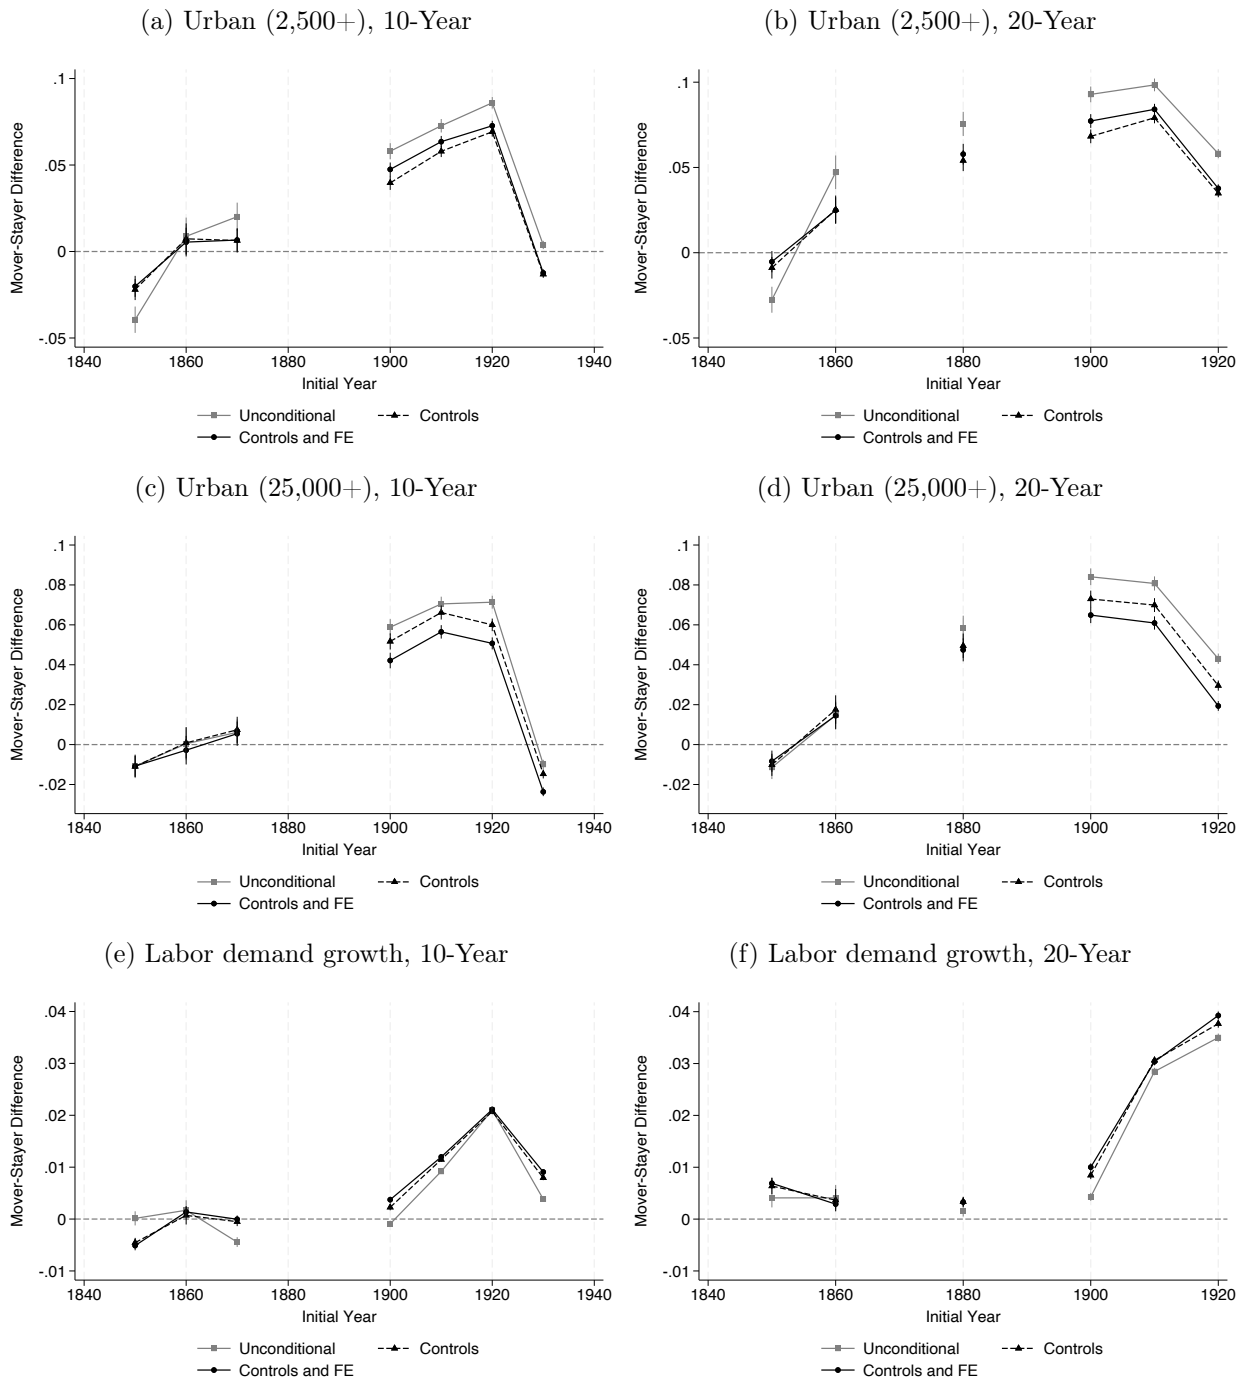 (a) Urban (2,500+), 10-Year
Mover-Stayer Difference
.1
.05
0
-.05
1840 1860 1880 1900 1920 1940
Initial Year
Unconditional Controls
Controls and FE
(b) Urban (2,500+), 20-Year
Mover-Stayer Difference
.1
.05
0
-.05
1840 1860 1880 1900 1920
Initial Year
Unconditional Controls
Controls and FE
(c) Urban (25,000+), 10-Year
Mover-Stayer Difference
.1
.08
.06
.04
.02
0
-.02
1840 1860 1880 1900 1920 1940
Initial Year
Unconditional Controls
Controls and FE
(d) Urban (25,000+), 20-Year
Mover-Stayer Difference
.1
.08
.06
.04
.02
0
-.02
1840 1860 1880 1900 1920
Initial Year
Unconditional Controls
Controls and FE
(e) Labor demand growth, 10-Year
Mover-Stayer Difference
.04
.03
.02
.01
0
-.01
1840 1860 1880 1900 1920 1940
Initial Year
Unconditional Controls
Controls and FE
(f) Labor demand growth, 20-Year
Mover-Stayer Difference
.04
.03
.02
.01
0
-.01
1840 1860 1880 1900 1920
Initial Year
Unconditional Controls
Controls and FE